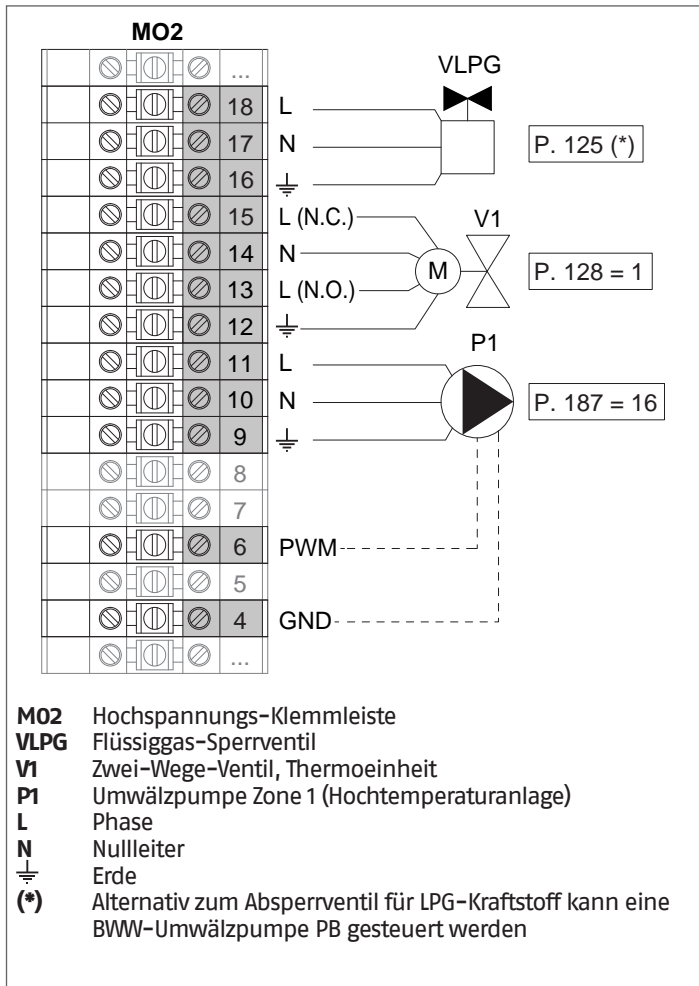 MO2
VLPG
...
18 L
17 N P. 125 (*)
16
15 L (N.C.) V1
14 N M P. 128 = 1
13 L (N.O.)
12
P1
11 L
10 N P. 187 = 16
9
8
7
6 PWM
5
4 GND
...
M02 Hochspannungs-Klemmleiste
VLPG Flüssiggas-Sperrventil
V1 Zwei-Wege-Ventil, Thermoeinheit
P1 Umwälzpumpe Zone 1 (Hochtemperaturanlage)
L Phase
N Nullleiter
⏚ Erde
(*) Alternativ zum Absperrventil für LPG-Kraftstoff kann eine
BWW-Umwälzpumpe PB gesteuert werden